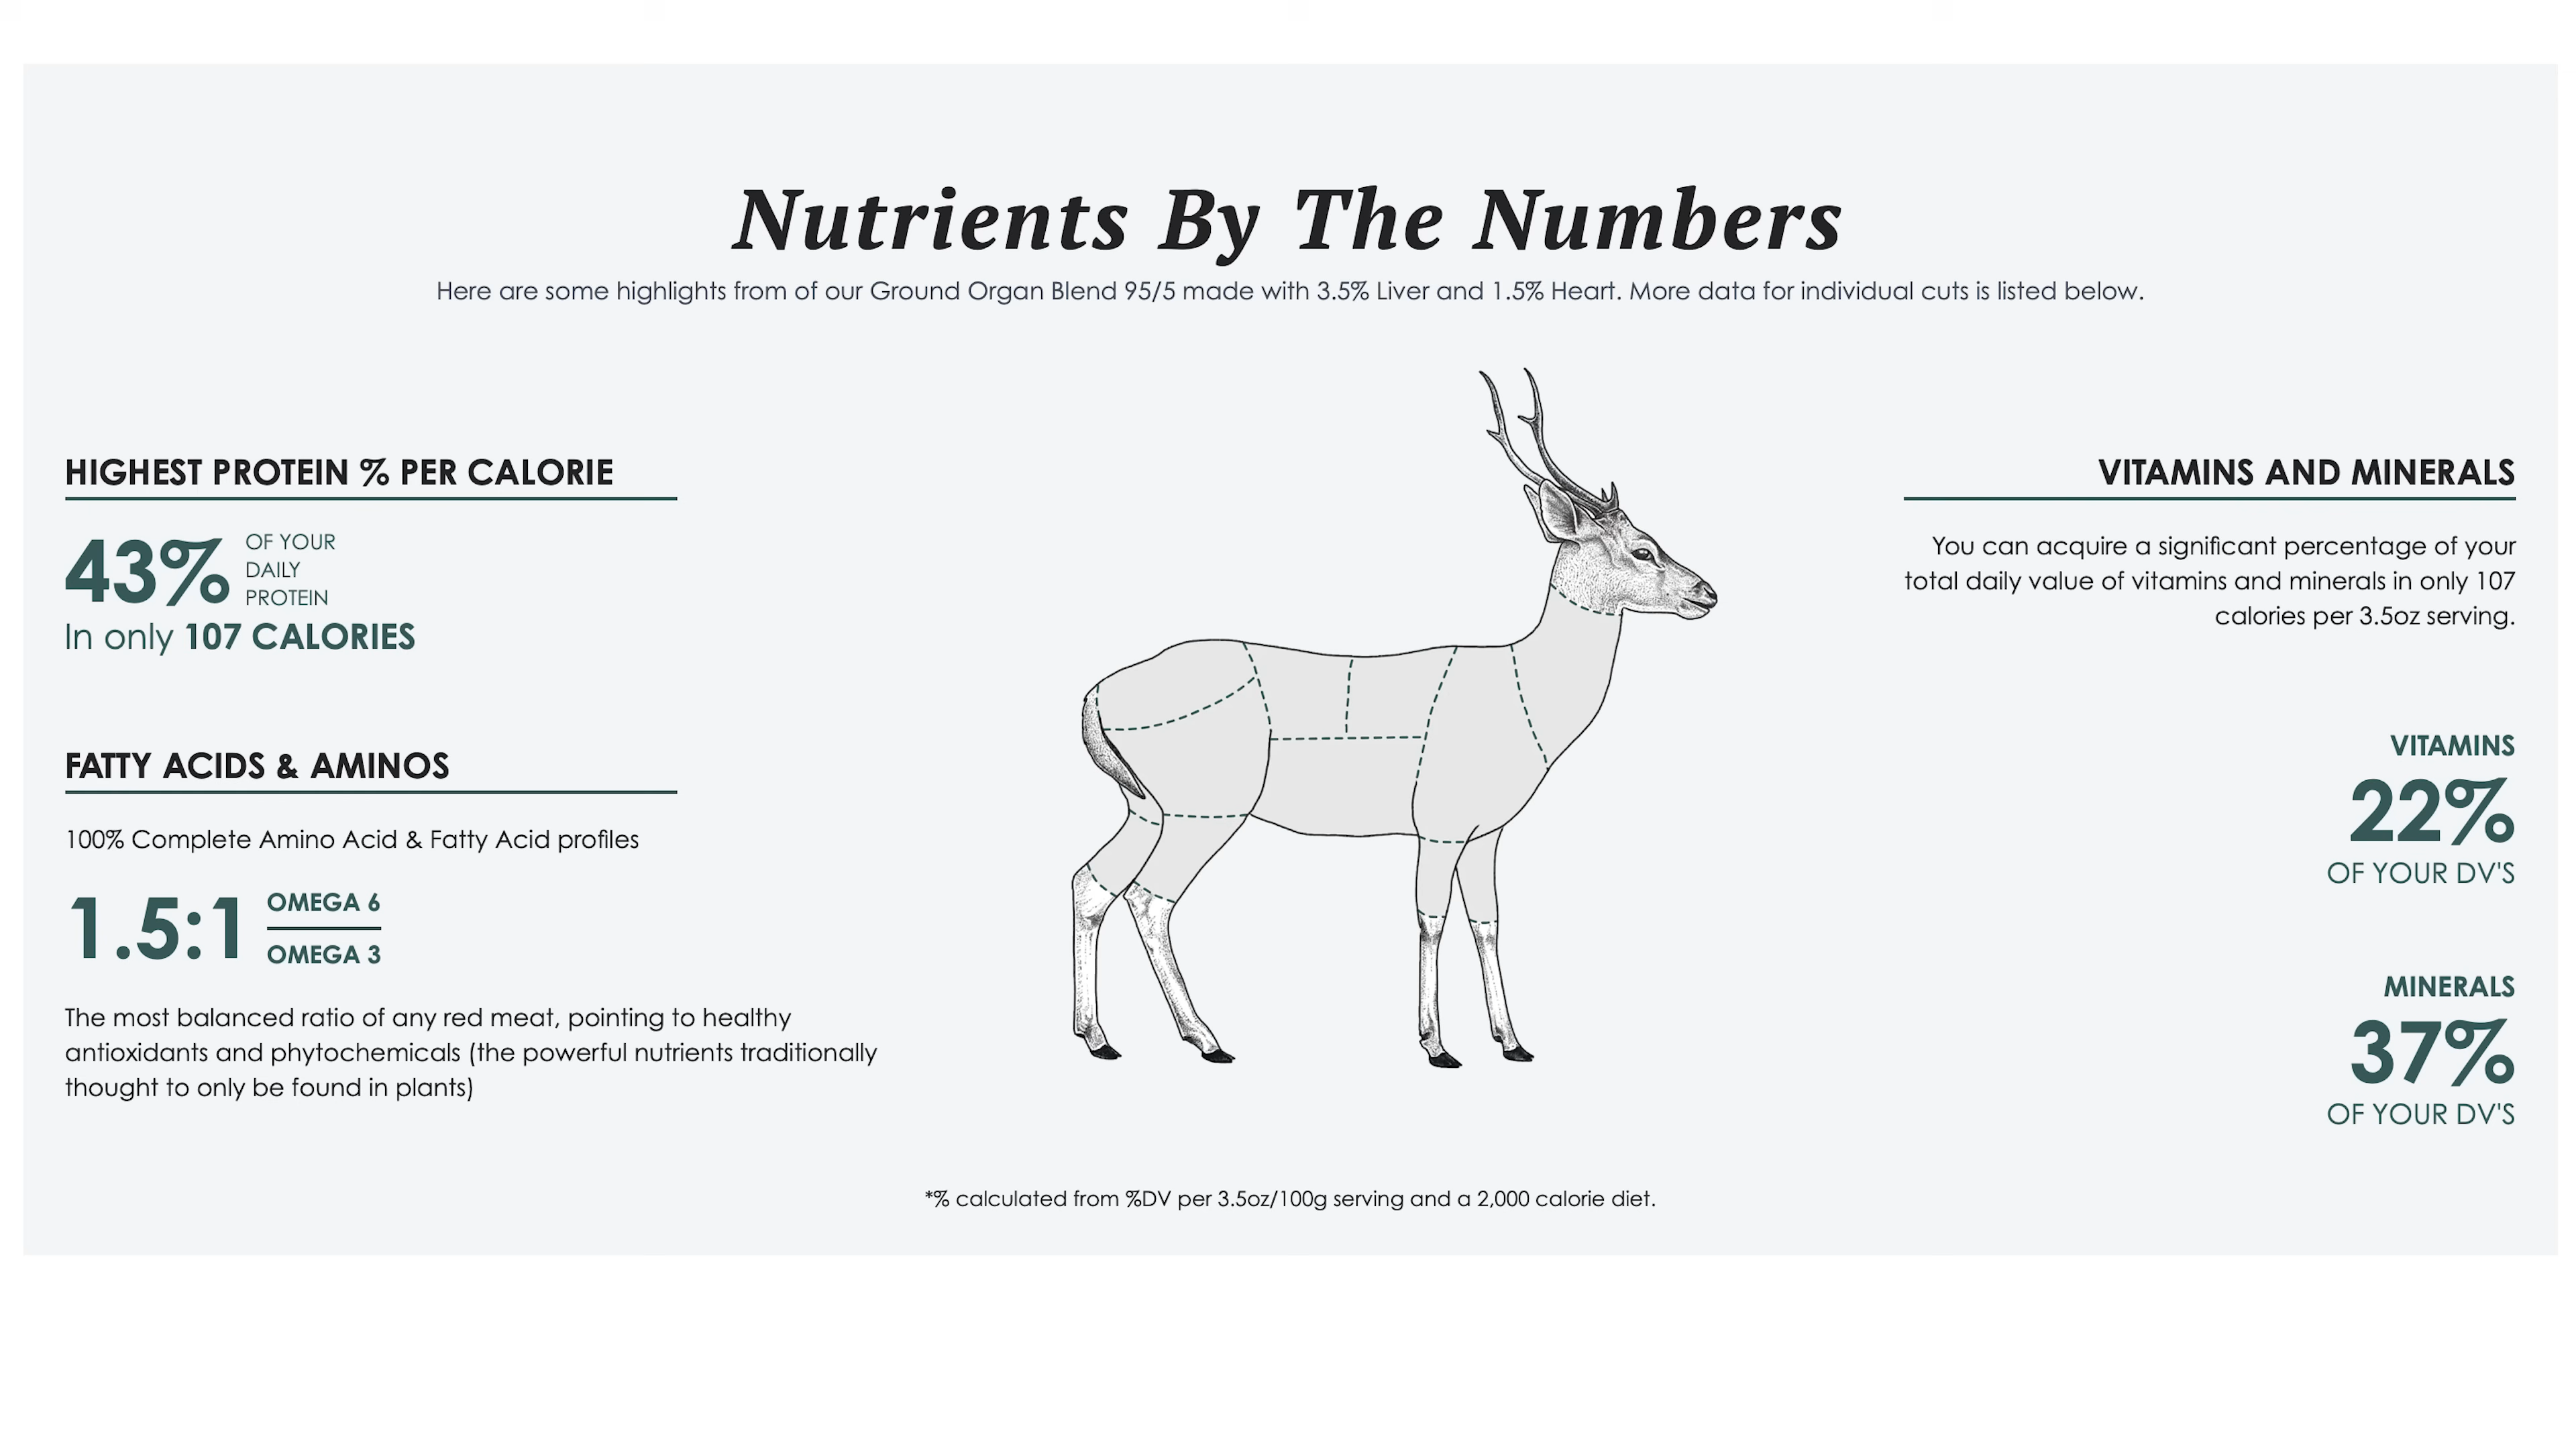 Nutrients By The Numbers
Here are some highlights from of our Ground Organ Blend 95/5 made with 3.5% Liver and 1.5% Heart. More data for individual cuts is listed below.
HIGHEST PROTEIN % PER CALORIE
43%
OF YOUR
DAILY
PROTEIN
In only 107 CALORIES
FATTY ACIDS & AMINOS
100% Complete Amino Acid & Fatty Acid profiles
1.5:1
OMEGA 6
OMEGA 3
The most balanced ratio of any red meat, pointing to healthy
antioxidants and phytochemicals (the powerful nutrients traditionally
thought to only be found in plants)
VITAMINS AND MINERALS
You can acquire a significant percentage of your
total daily value of vitamins and minerals in only 107
calories per 3.5oz serving.
VITAMINS
22%
OF YOUR DV'S
MINERALS
37%
OF YOUR DV'S
*% calculated from %DV per 3.5oz/100g serving and a 2,000 calorie diet.